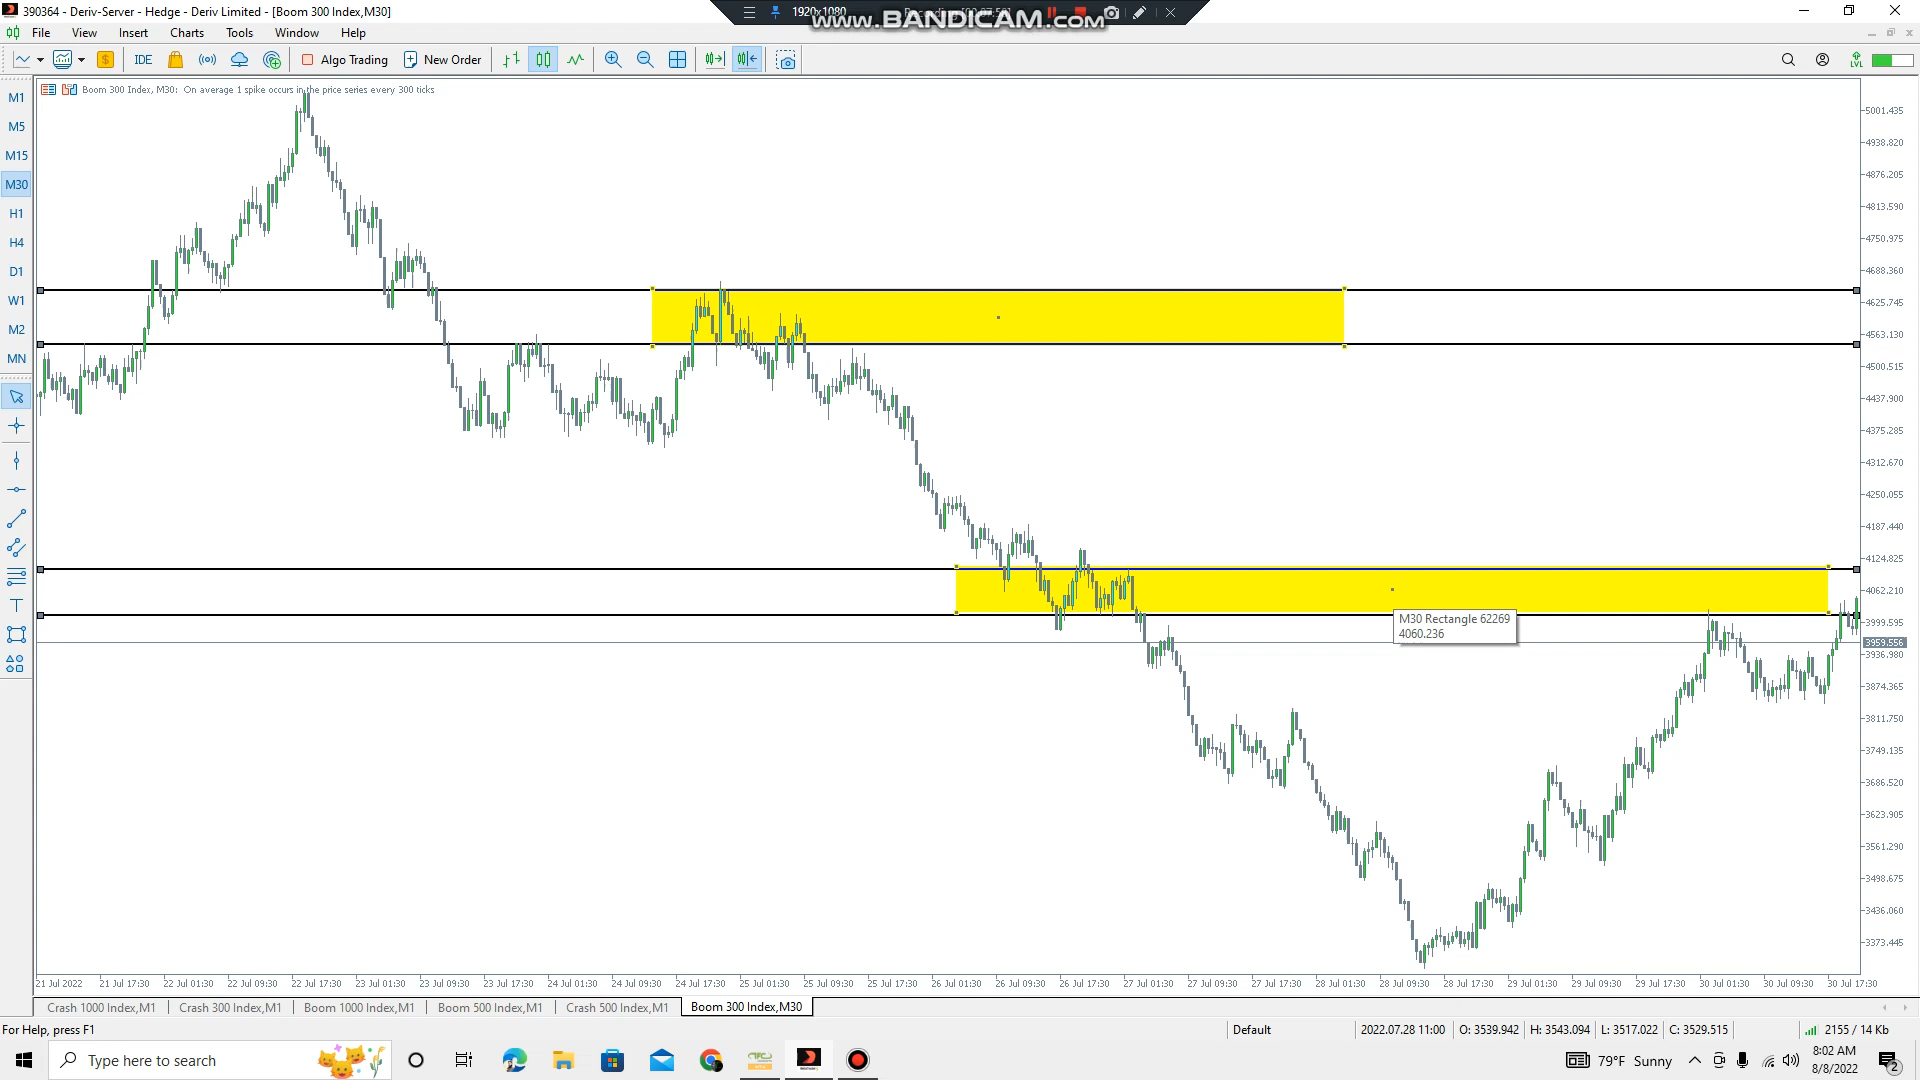 390364 - Deriv-Server - Hedge - Deriv Limited - [Boom 300 Index,M30]
1920x1080
www.BANDICAM.com
File View Insert Charts Tools Window Help
IDE Algo Trading New Order LVL
Boom 300 Index, M30: On average 1 spike occurs in the price series every 300 ticks
M1
M5
M15
M30
H1
H4
D1
W1
M2
MN
T
5001.435
4938.820
4876.205
4813.590
4750.975
4688.360
4625.745
4563.130
4500.515
4437.900
4375.285
4312.670
4250.055
4187.440
4124.825
4062.210
3999.595
3959.556
3936.980
3874.365
3811.750
3749.135
3686.520
3623.905
3561.290
3498.675
3436.060
3373.445
M30 Rectangle 62269
4060.236
21 Jul 2022 21 Jul 17:30 22 Jul 01:30 22 Jul 09:30 22 Jul 17:30 23 Jul 01:30 23 Jul 09:30 23 Jul 17:30 24 Jul 01:30 24 Jul 09:30 24 Jul 17:30 25 Jul 01:30 25 Jul 09:30 25 Jul 17:30 26 Jul 01:30 26 Jul 09:30 26 Jul 17:30 27 Jul 01:30 27 Jul 09:30 27 Jul 17:30 28 Jul 01:30 28 Jul 09:30 28 Jul 17:30 29 Jul 01:30 29 Jul 09:30 29 Jul 17:30 30 Jul 01:30 30 Jul 09:30 30 Jul 17:30
Crash 1000 Index,M1 Crash 300 Index,M1 Boom 1000 Index,M1 Boom 500 Index,M1 Crash 500 Index,M1 Boom 300 Index,M30
For Help, press F1 Default 2022.07.28 11:00 O: 3539.942 H: 3543.094 L: 3517.022 C: 3529.515 2155 / 14 Kb
Type here to search 79°F Sunny 8:02 AM
8/8/2022 2